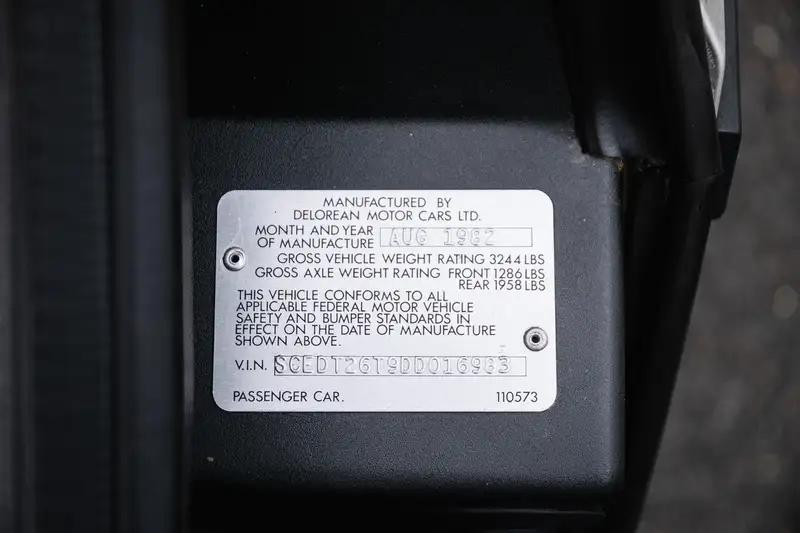 MANUFACTURED BY
DELOREAN MOTOR CARS LTD.
MONTH AND YEAR
OF MANUFACTURE AUG 1982
GROSS VEHICLE WEIGHT RATING 3244 LBS
GROSS AXLE WEIGHT RATING FRONT 1286 LBS
REAR 1958 LBS
THIS VEHICLE CONFORMS TO ALL
APPLICABLE FEDERAL MOTOR VEHICLE
SAFETY AND BUMPER STANDARDS IN
EFFECT ON THE DATE OF MANUFACTURE
SHOWN ABOVE.
V.I.N. SCEDT26T9DD016983
PASSENGER CAR. 110573